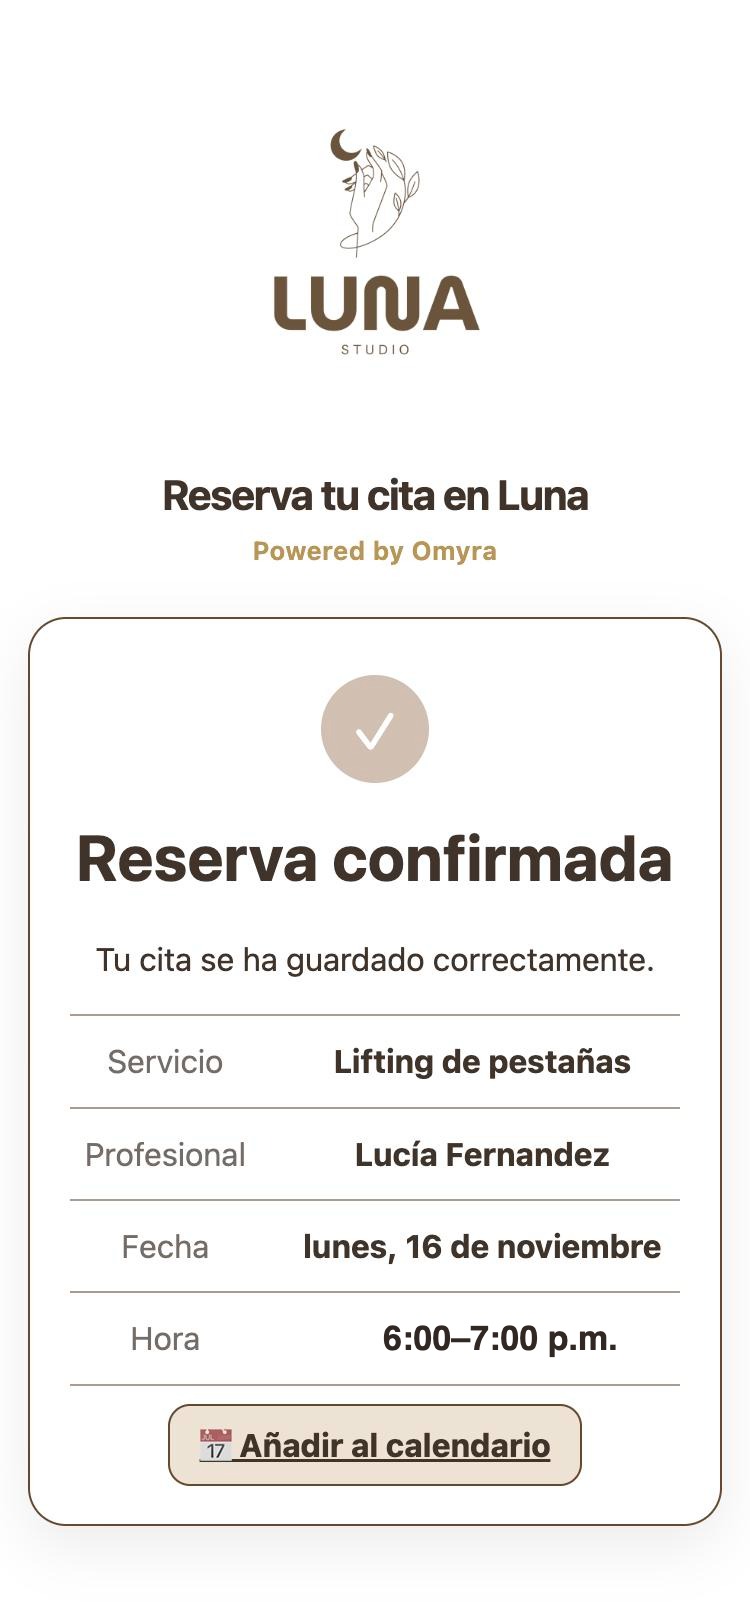 LUNA
STUDIO
Reserva tu cita en Luna
Powered by Omyra
Reserva confirmada
Tu cita se ha guardado correctamente.
Servicio Lifting de pestañas
Profesional Lucía Fernandez
Fecha lunes, 16 de noviembre
Hora 6:00–7:00 p.m.
📅 Añadir al calendario